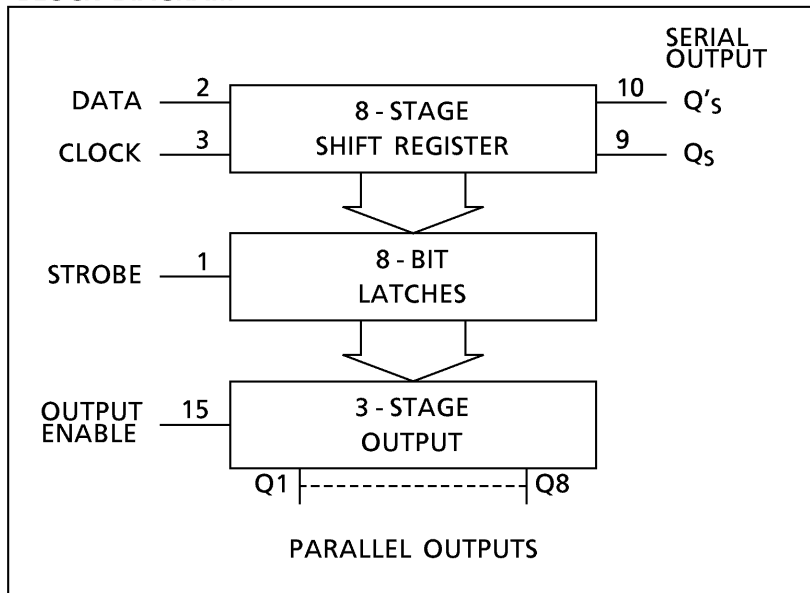 SERIAL
OUTPUT
DATA
2
8 - STAGE
SHIFT REGISTER
10
Q'S
CLOCK
3
9
QS
STROBE
1
8 - BIT
LATCHES
OUTPUT
ENABLE
15
3 - STAGE
OUTPUT
Q1
Q8
PARALLEL OUTPUTS